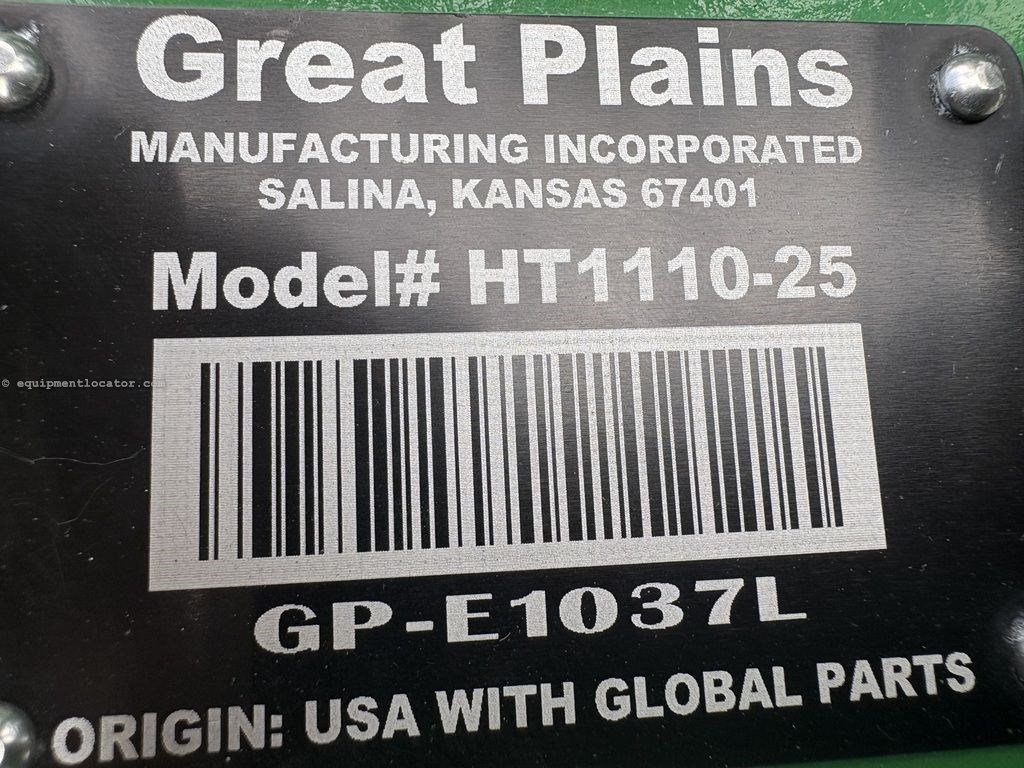 Great Plains
MANUFACTURING INCORPORATED
SALINA, KANSAS 67401
Model# HT1110-25
© equipmentlocator.com
GP-E1037L
ORIGIN: USA WITH GLOBAL PARTS